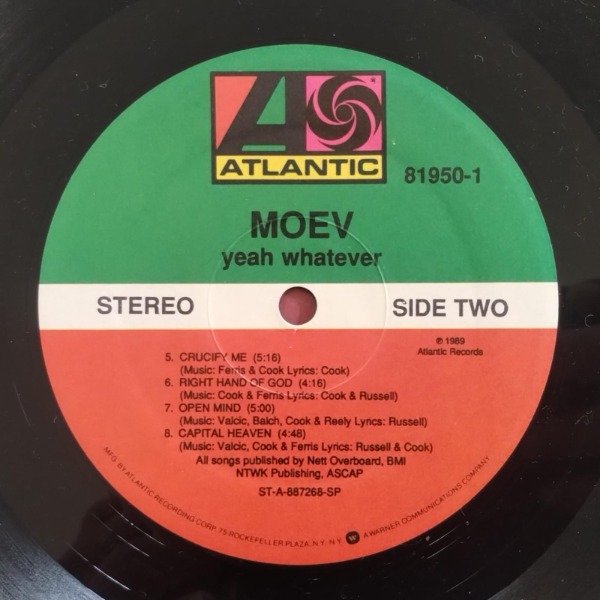 ATLANTIC
81950-1
MOEV
yeah whatever
STEREO
SIDE TWO
℗ 1989
Atlantic Records
5. CRUCIFY ME (5:16)
(Music: Ferris & Cook Lyrics: Cook)
6. RIGHT HAND OF GOD (4:16)
(Music: Cook & Ferris Lyrics: Cook & Russell)
7. OPEN MIND (5:00)
(Music: Valcic, Balch, Cook & Reely Lyrics: Russell)
8. CAPITAL HEAVEN (4:48)
(Music: Valcic, Cook & Ferris Lyrics: Russell & Cook)
All songs published by Nett Overboard, BMI
NTWK Publishing, ASCAP
ST-A-887268-SP
MFG. BY ATLANTIC RECORDING CORP. 75 ROCKEFELLER PLAZA, N.Y. N.Y. W A WARNER COMMUNICATIONS COMPANY